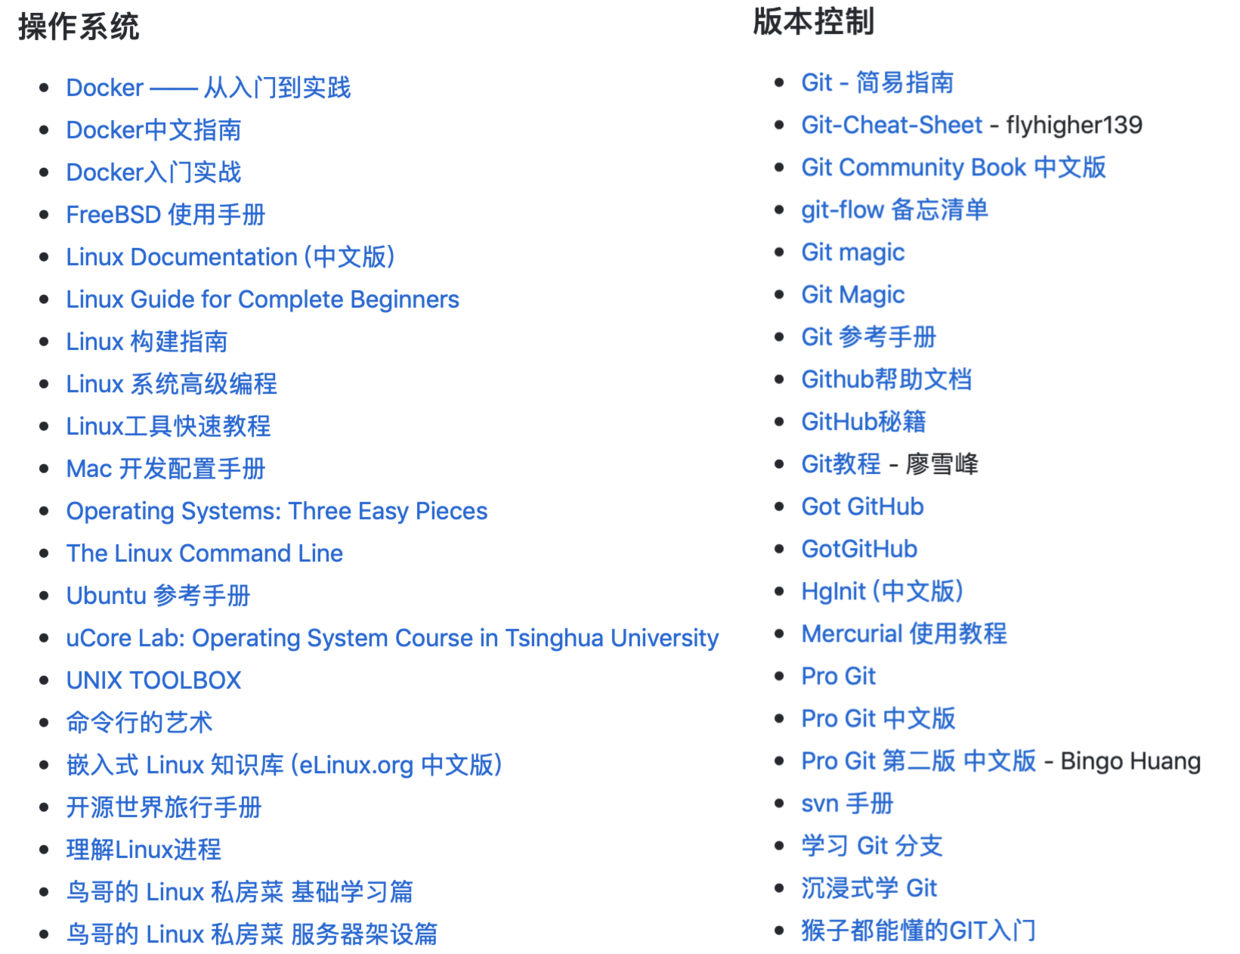 操作系统
Docker —— 从入门到实践
Docker中文指南
Docker入门实战
FreeBSD 使用手册
Linux Documentation (中文版)
Linux Guide for Complete Beginners
Linux 构建指南
Linux 系统高级编程
Linux工具快速教程
Mac 开发配置手册
Operating Systems: Three Easy Pieces
The Linux Command Line
Ubuntu 参考手册
uCore Lab: Operating System Course in Tsinghua University
UNIX TOOLBOX
命令行的艺术
嵌入式 Linux 知识库 (eLinux.org 中文版)
开源世界旅行手册
理解Linux进程
鸟哥的 Linux 私房菜 基础学习篇
鸟哥的 Linux 私房菜 服务器架设篇
版本控制
Git - 简易指南
Git-Cheat-Sheet - flyhigher139
Git Community Book 中文版
git-flow 备忘清单
Git magic
Git Magic
Git 参考手册
Github帮助文档
GitHub秘籍
Git教程 - 廖雪峰
Got GitHub
GotGitHub
HgInit (中文版)
Mercurial 使用教程
Pro Git
Pro Git 中文版
Pro Git 第二版 中文版 - Bingo Huang
svn 手册
学习 Git 分支
沉浸式学 Git
猴子都能懂的GIT入门